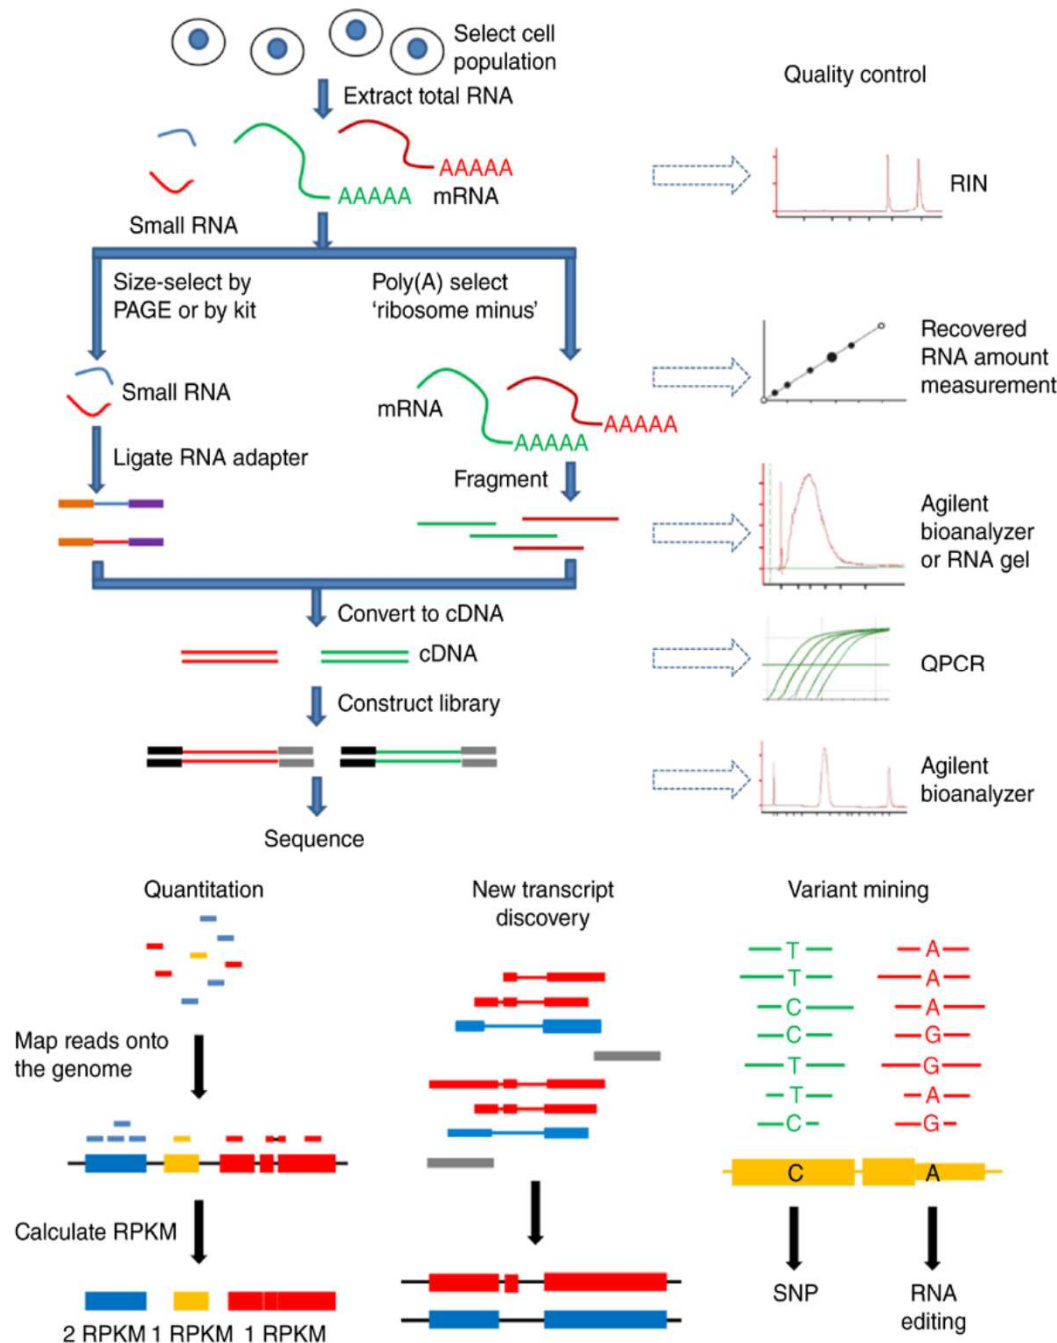 Select cell
population
Quality control
Extract total RNA
AAAAA
AAAAA
mRNA
RIN
Small RNA
Size-select by
PAGE or by kit
Poly(A) select
'ribosome minus'
Recovered
RNA amount
measurement
Small RNA
mRNA
AAAAA
AAAAA
Ligate RNA adapter
Fragment
Agilent
bioanalyzer
or RNA gel
Convert to cDNA
cDNA
QPCR
Construct library
Agilent
bioanalyzer
Sequence
Quantitation
Map reads onto
the genome
Calculate RPKM
2 RPKM 1 RPKM 1 RPKM
New transcript
discovery
Variant mining
T A
T A
C A
C G
T G
T A
C G
C A
SNP
RNA
editing